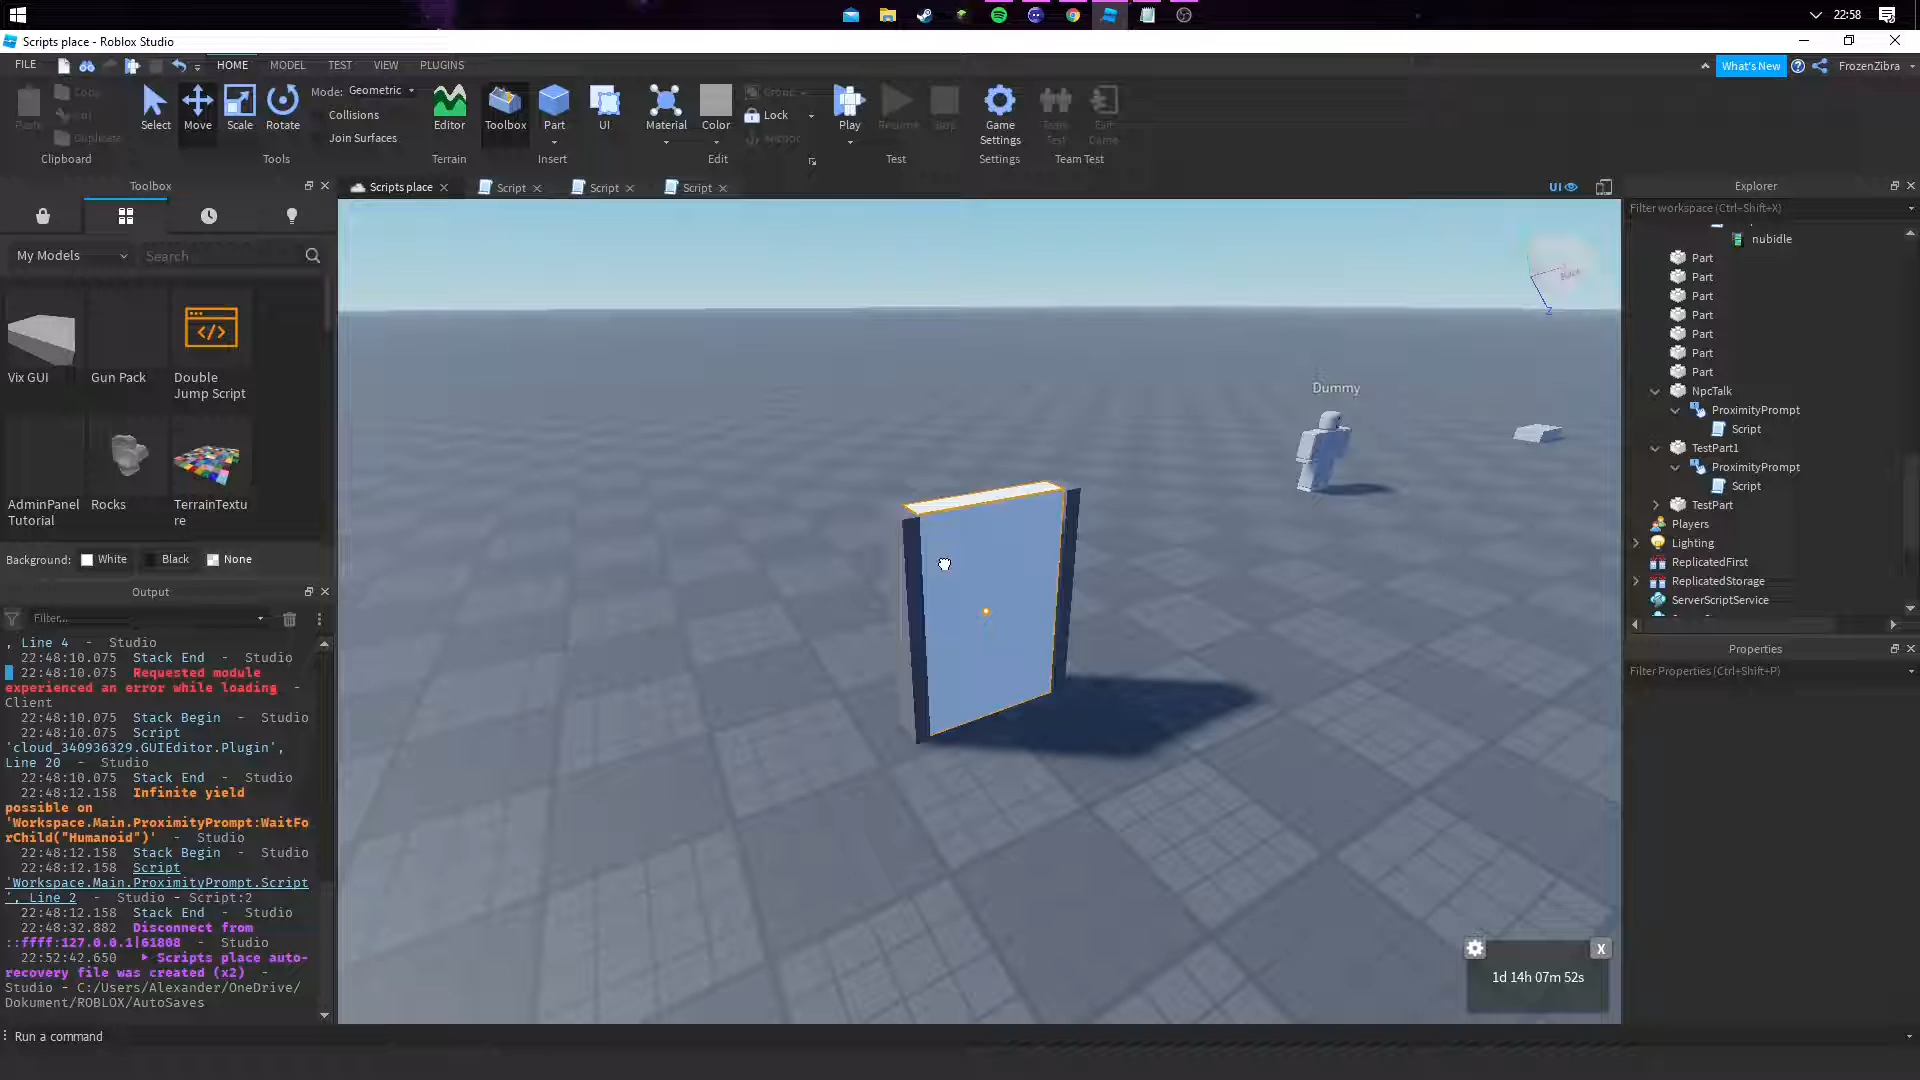 22:58
Scripts place - Roblox Studio
FILE
HOME
MODEL
TEST
VIEW
PLUGINS
What's New
FrozenZibra
Copy
Duplicate
Clipboard
Select
Move
Scale
Rotate
Tools
Mode: Geometric
Collisions
Join Surfaces
Editor
Terrain
Toolbox
Part
UI
Insert
Material
Color
Group
Lock
Anchor
Edit
Play
Resume
Stop
Test
Game
Settings
Settings
Team
Test
Exit
Game
Team Test
Toolbox
Scripts place
Script
Script
Script
UI
Explorer
My Models
Search
Vix GUI
Gun Pack
Double
Jump Script
AdminPanel
Tutorial
Rocks
TerrainTextu
re
Background:
White
Black
None
Output
Filter...
, Line 4 - Studio
22:48:10.075 Stack End - Studio
22:48:10.075 Requested module
experienced an error while loading -
Client
22:48:10.075 Stack Begin - Studio
22:48:10.075 Script
'cloud_340936329.GUIEditor.Plugin',
Line 20 - Studio
22:48:10.075 Stack End - Studio
22:48:12.158 Infinite yield
possible on
'Workspace.Main.ProximityPrompt:WaitFo
rChild("Humanoid")' - Studio
22:48:12.158 Stack Begin - Studio
22:48:12.158 Script
'Workspace.Main.ProximityPrompt.Script
', Line 2 - Studio - Script:2
22:48:12.158 Stack End - Studio
22:48:32.882 Disconnect from
::ffff:127.0.0.1|61808 - Studio
22:52:42.650 Scripts place auto-
recovery file was created (x2) -
Studio - C:/Users/Alexander/OneDrive/
Dokument/ROBLOX/AutoSaves
Run a command
Dummy
Z
1d 14h 07m 52s
X
Filter workspace (Ctrl+Shift+X)
nubidle
Part
Part
Part
Part
Part
Part
Part
NpcTalk
ProximityPrompt
Script
TestPart1
ProximityPrompt
Script
TestPart
Players
Lighting
ReplicatedFirst
ReplicatedStorage
ServerScriptService
Properties
Filter Properties (Ctrl+Shift+P)